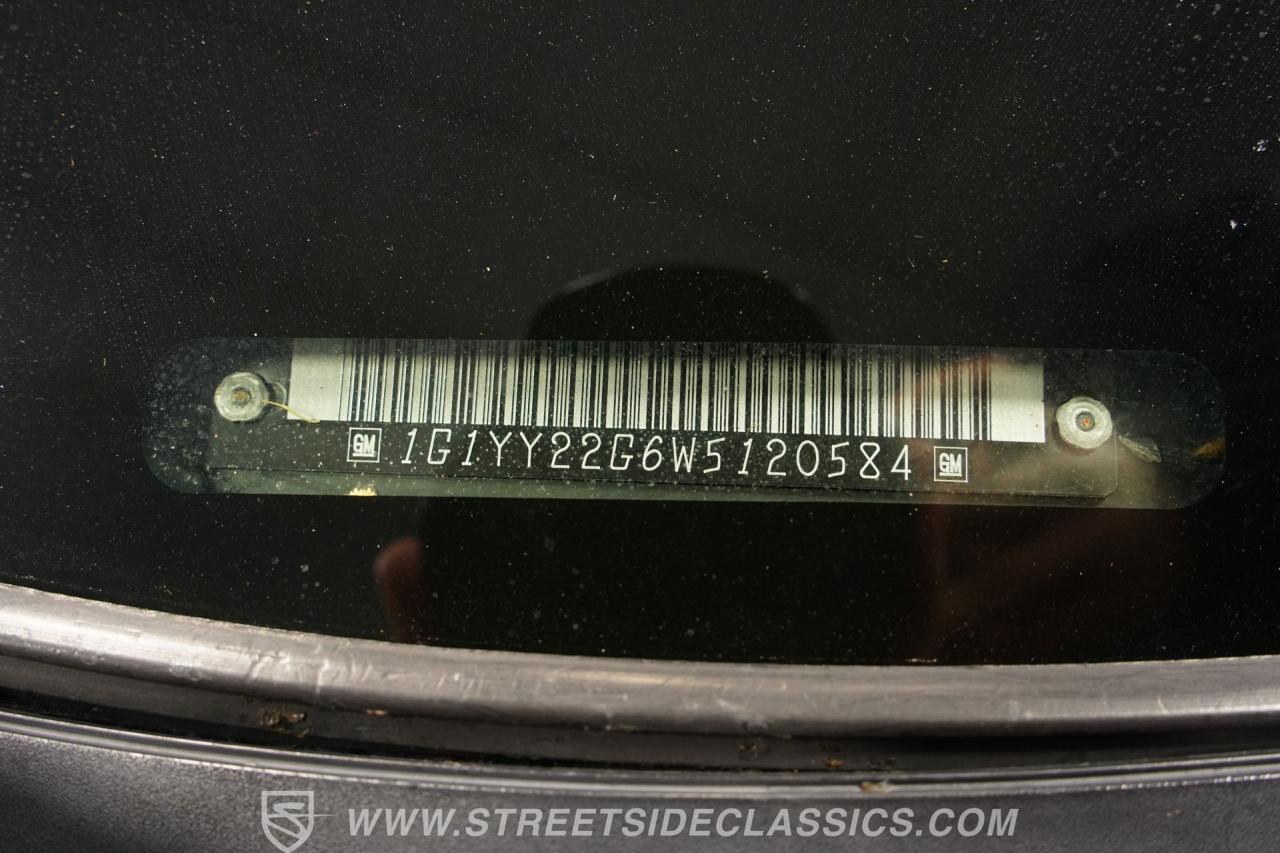 GM 1G1YY22G6W5120584 GM
WWW.STREETSIDECLASSICS.COM